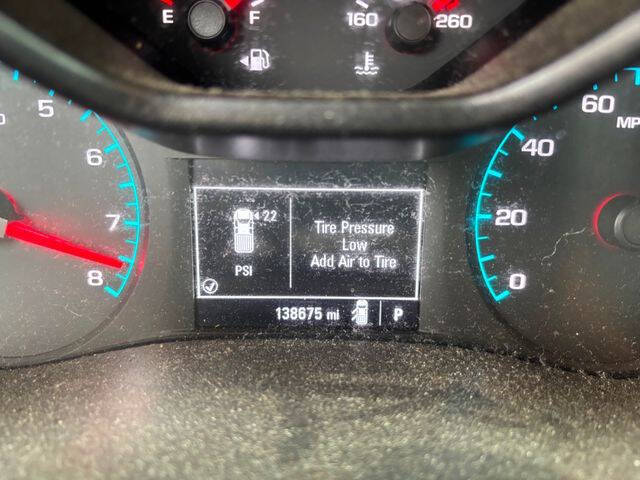 E F 160 260
5
6
7
8
22
PSI
Tire Pressure
Low
Add Air to Tire
138675 mi P
60
MP
40
20
0